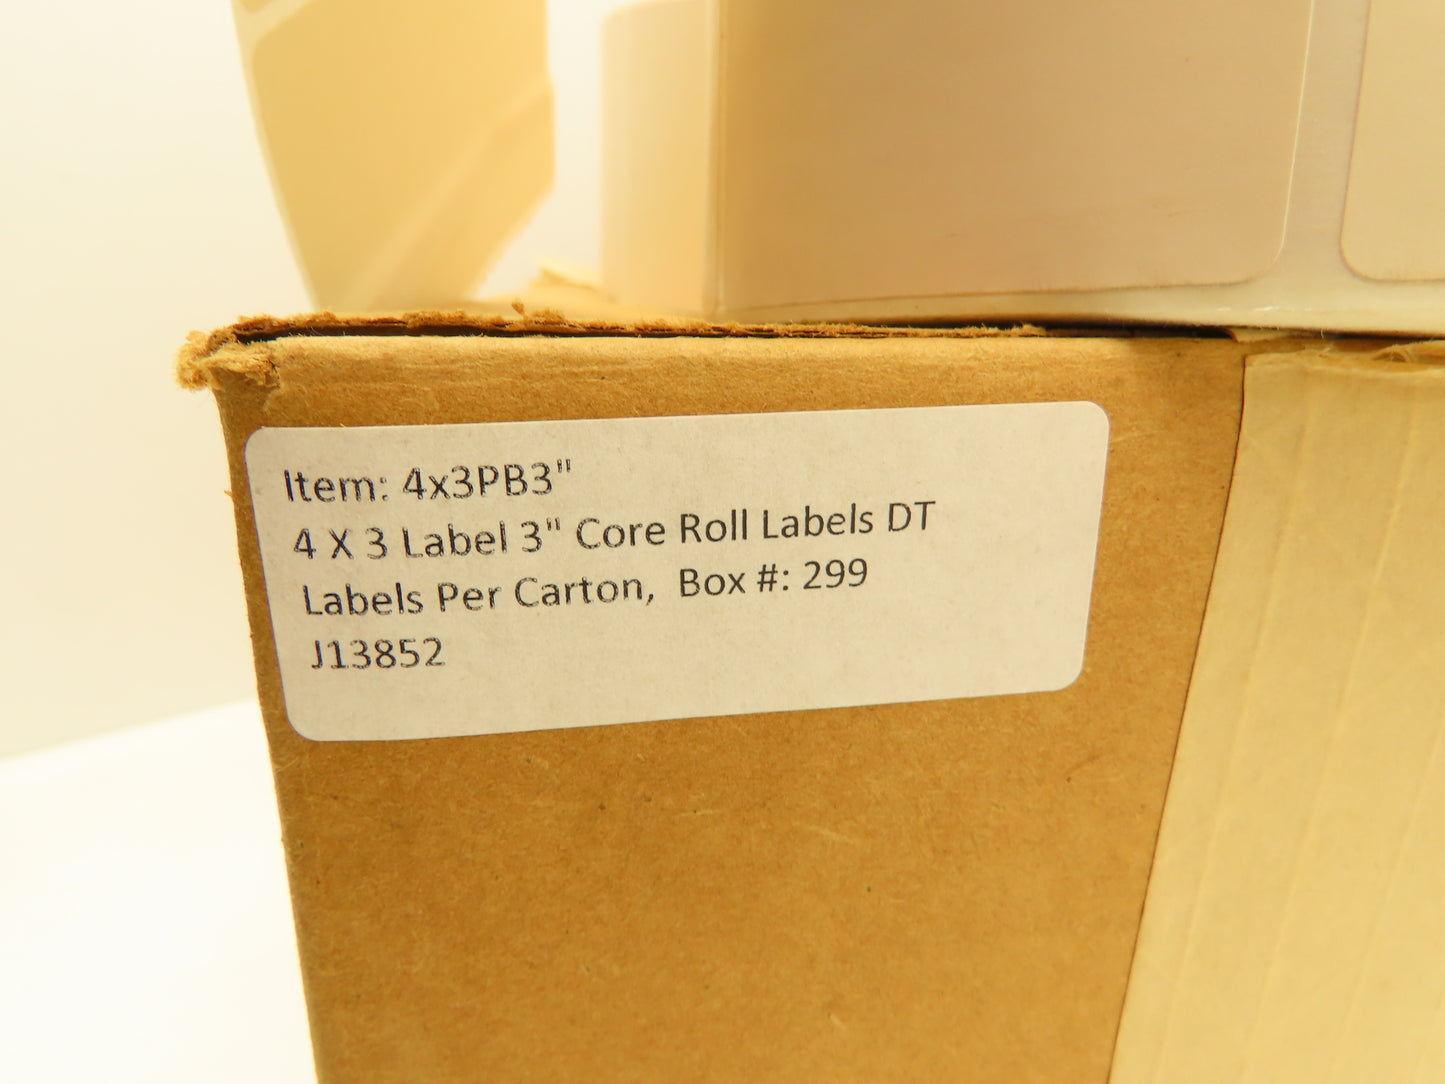 Item: 4x3PB3"
4 X 3 Label 3" Core Roll Labels DT
Labels Per Carton,  Box #: 299
J13852